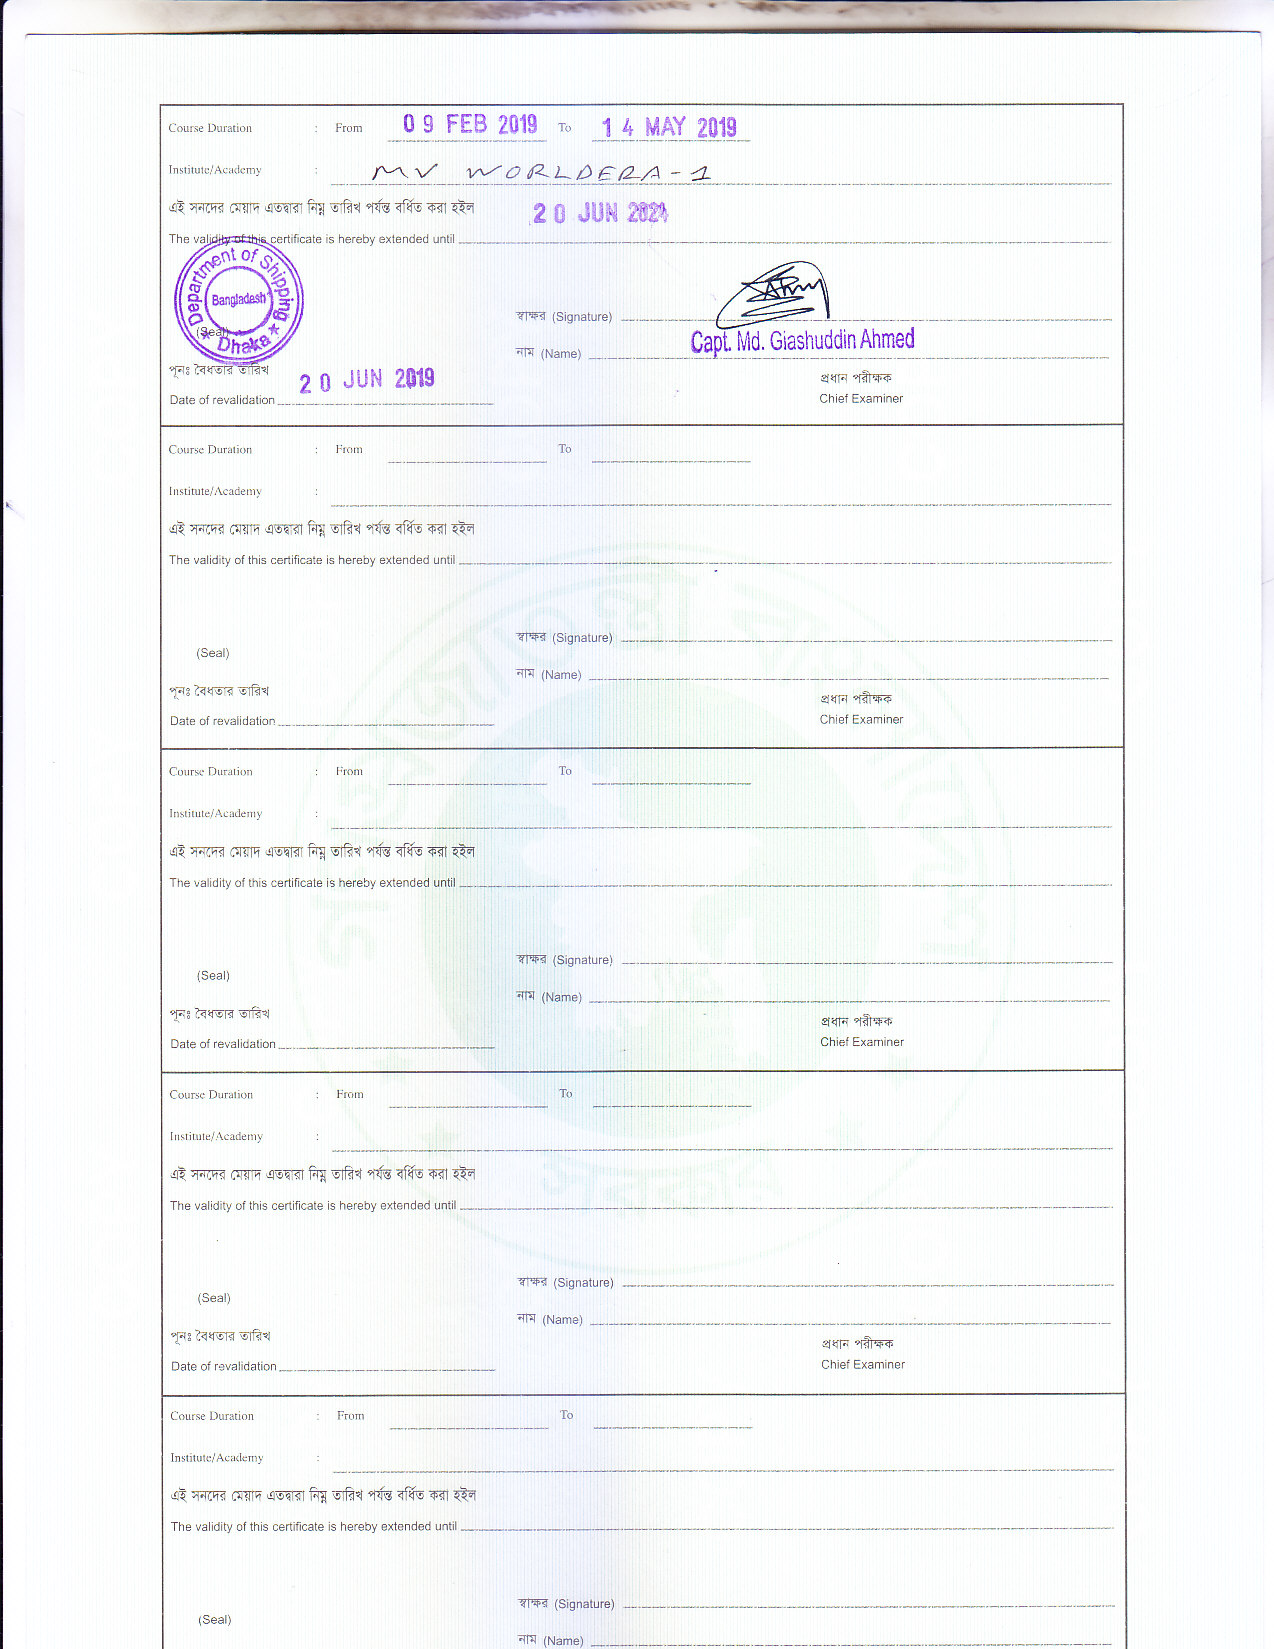 Course Duration : From 09 FEB 2019 To 14 MAY 2019
Institute/Academy : MV WORLDERA-1
এই সনদের মেয়াদ এতদ্বারা নিম্ন তারিখ পর্যন্ত বর্ধিত করা হইল 20 JUN 2024
The validity of this certificate is hereby extended until
Department of Shipping
Bangladesh
Dhaka
(Seal)
স্বাক্ষর (Signature)
Capt. Md. Giashuddin Ahmed
নাম (Name)
পূনঃ বৈধতার তারিখ
প্রধান পরীক্ষক
Date of revalidation 20 JUN 2019
Chief Examiner
Course Duration : From To
Institute/Academy :
এই সনদের মেয়াদ এতদ্বারা নিম্ন তারিখ পর্যন্ত বর্ধিত করা হইল
The validity of this certificate is hereby extended until
স্বাক্ষর (Signature)
(Seal)
নাম (Name)
পূনঃ বৈধতার তারিখ
প্রধান পরীক্ষক
Date of revalidation
Chief Examiner
Course Duration : From To
Institute/Academy :
এই সনদের মেয়াদ এতদ্বারা নিম্ন তারিখ পর্যন্ত বর্ধিত করা হইল
The validity of this certificate is hereby extended until
স্বাক্ষর (Signature)
(Seal)
নাম (Name)
পূনঃ বৈধতার তারিখ
প্রধান পরীক্ষক
Date of revalidation
Chief Examiner
Course Duration : From To
Institute/Academy :
এই সনদের মেয়াদ এতদ্বারা নিম্ন তারিখ পর্যন্ত বর্ধিত করা হইল
The validity of this certificate is hereby extended until
স্বাক্ষর (Signature)
(Seal)
নাম (Name)
পূনঃ বৈধতার তারিখ
প্রধান পরীক্ষক
Date of revalidation
Chief Examiner
Course Duration : From To
Institute/Academy :
এই সনদের মেয়াদ এতদ্বারা নিম্ন তারিখ পর্যন্ত বর্ধিত করা হইল
The validity of this certificate is hereby extended until
স্বাক্ষর (Signature)
(Seal)
নাম (Name)